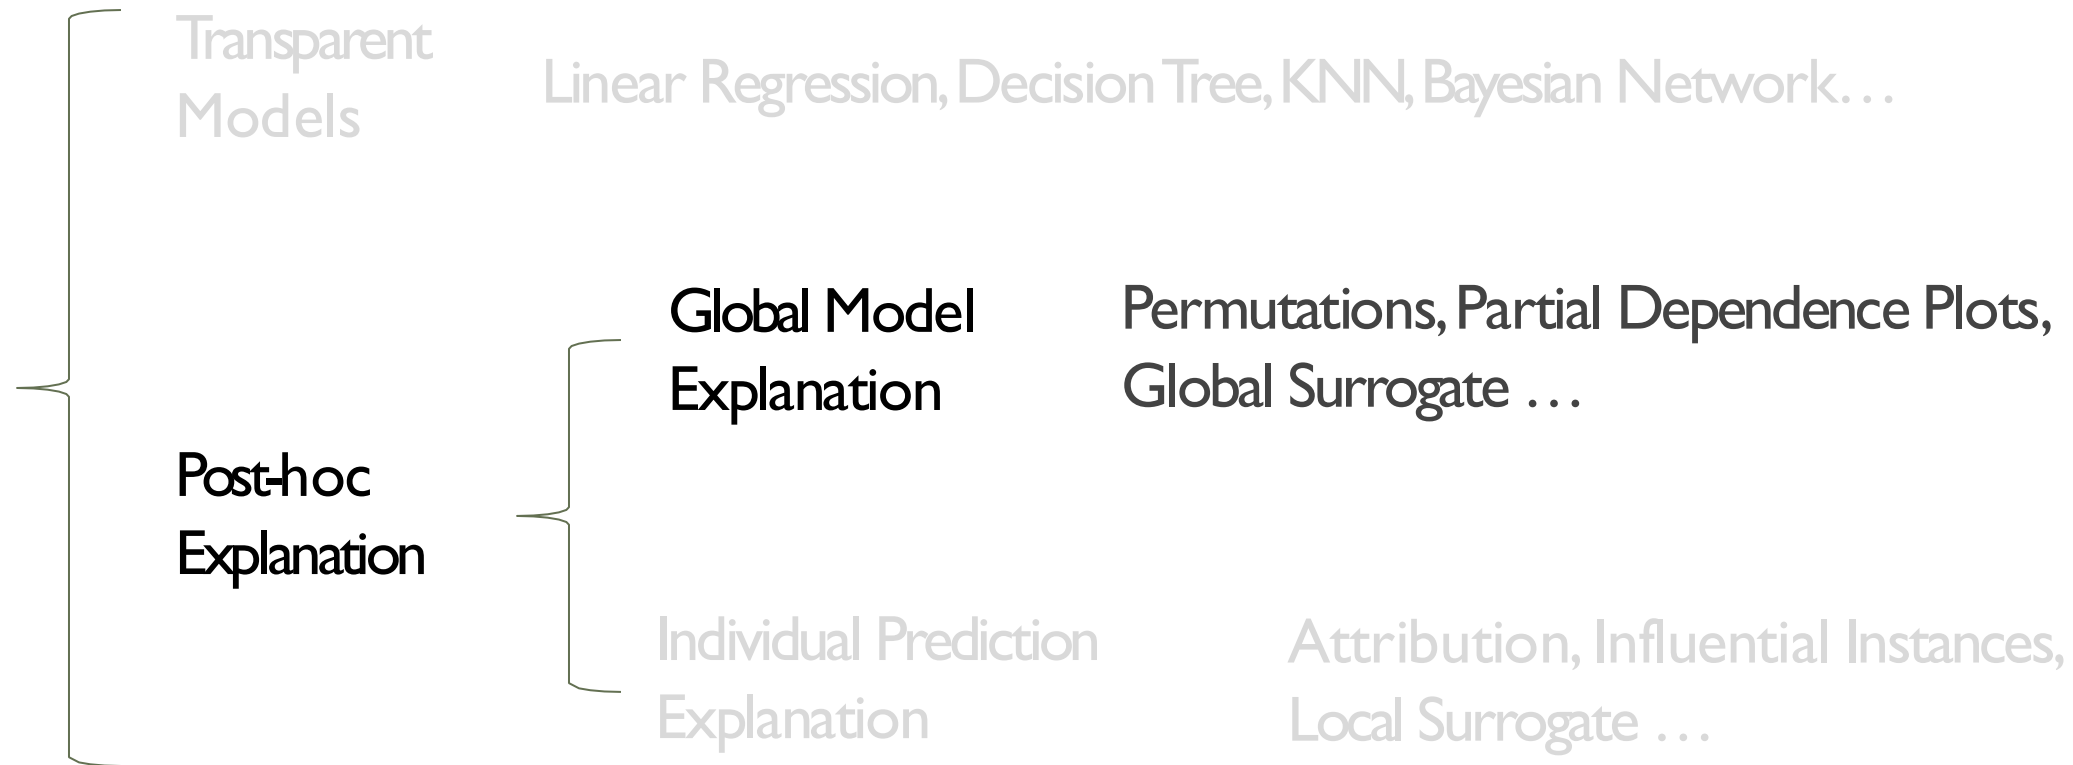 Transparent
Models
Linear Regression, Decision Tree, KNN, Bayesian Network…
Global Model
Explanation
Permutations, Partial Dependence Plots,
Global Surrogate …
Post-hoc
Explanation
Individual Prediction
Explanation
Attribution, Influential Instances,
Local Surrogate …